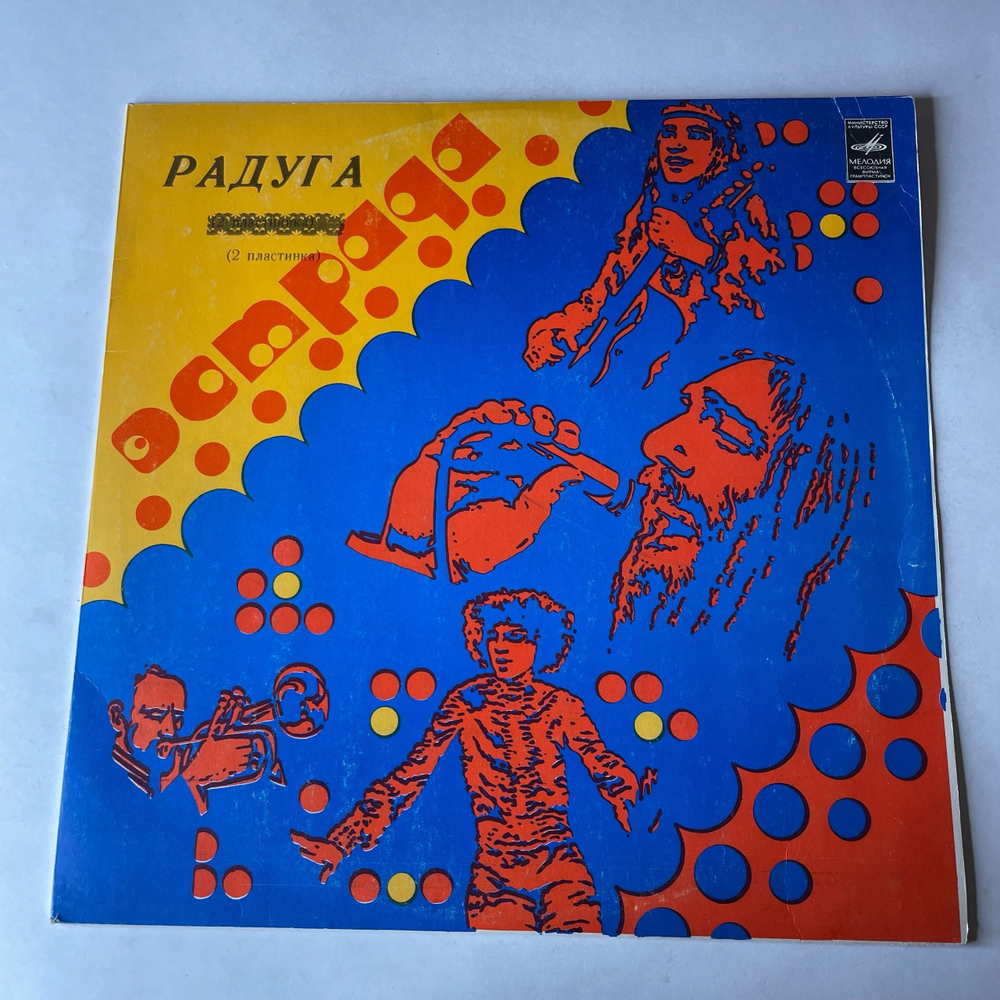 РАДУГА
(2 пластинка)
эстрада
МИНИСТЕРСТВО
КУЛЬТУРЫ СССР
МЕЛОДИЯ
ВСЕСОЮЗНАЯ
ФИРМА
ГРАМПЛАСТИНОК